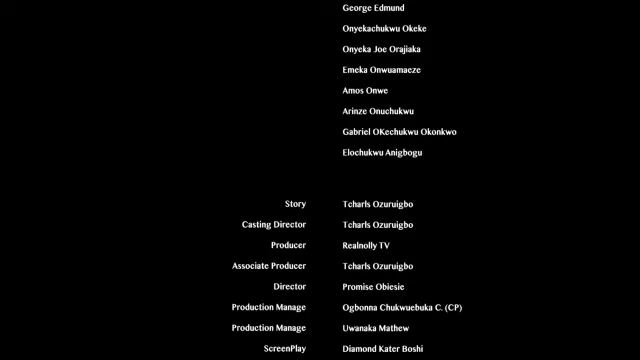 George Edmund
Onyekachukwu Okeke
Onyeka Joe Orajiaka
Emeka Onwuamaeze
Amos Onwe
Arinze Onuchukwu
Gabriel OKechukwu Okonkwo
Elochukwu Anigbogu
Story Tcharls Ozuruigbo
Casting Director Tcharls Ozuruigbo
Producer Realnolly TV
Associate Producer Tcharls Ozuruigbo
Director Promise Obiesie
Production Manage Ogbonna Chukwuebuka C. (CP)
Production Manage Uwanaka Mathew
ScreenPlay Diamond Kater Boshi